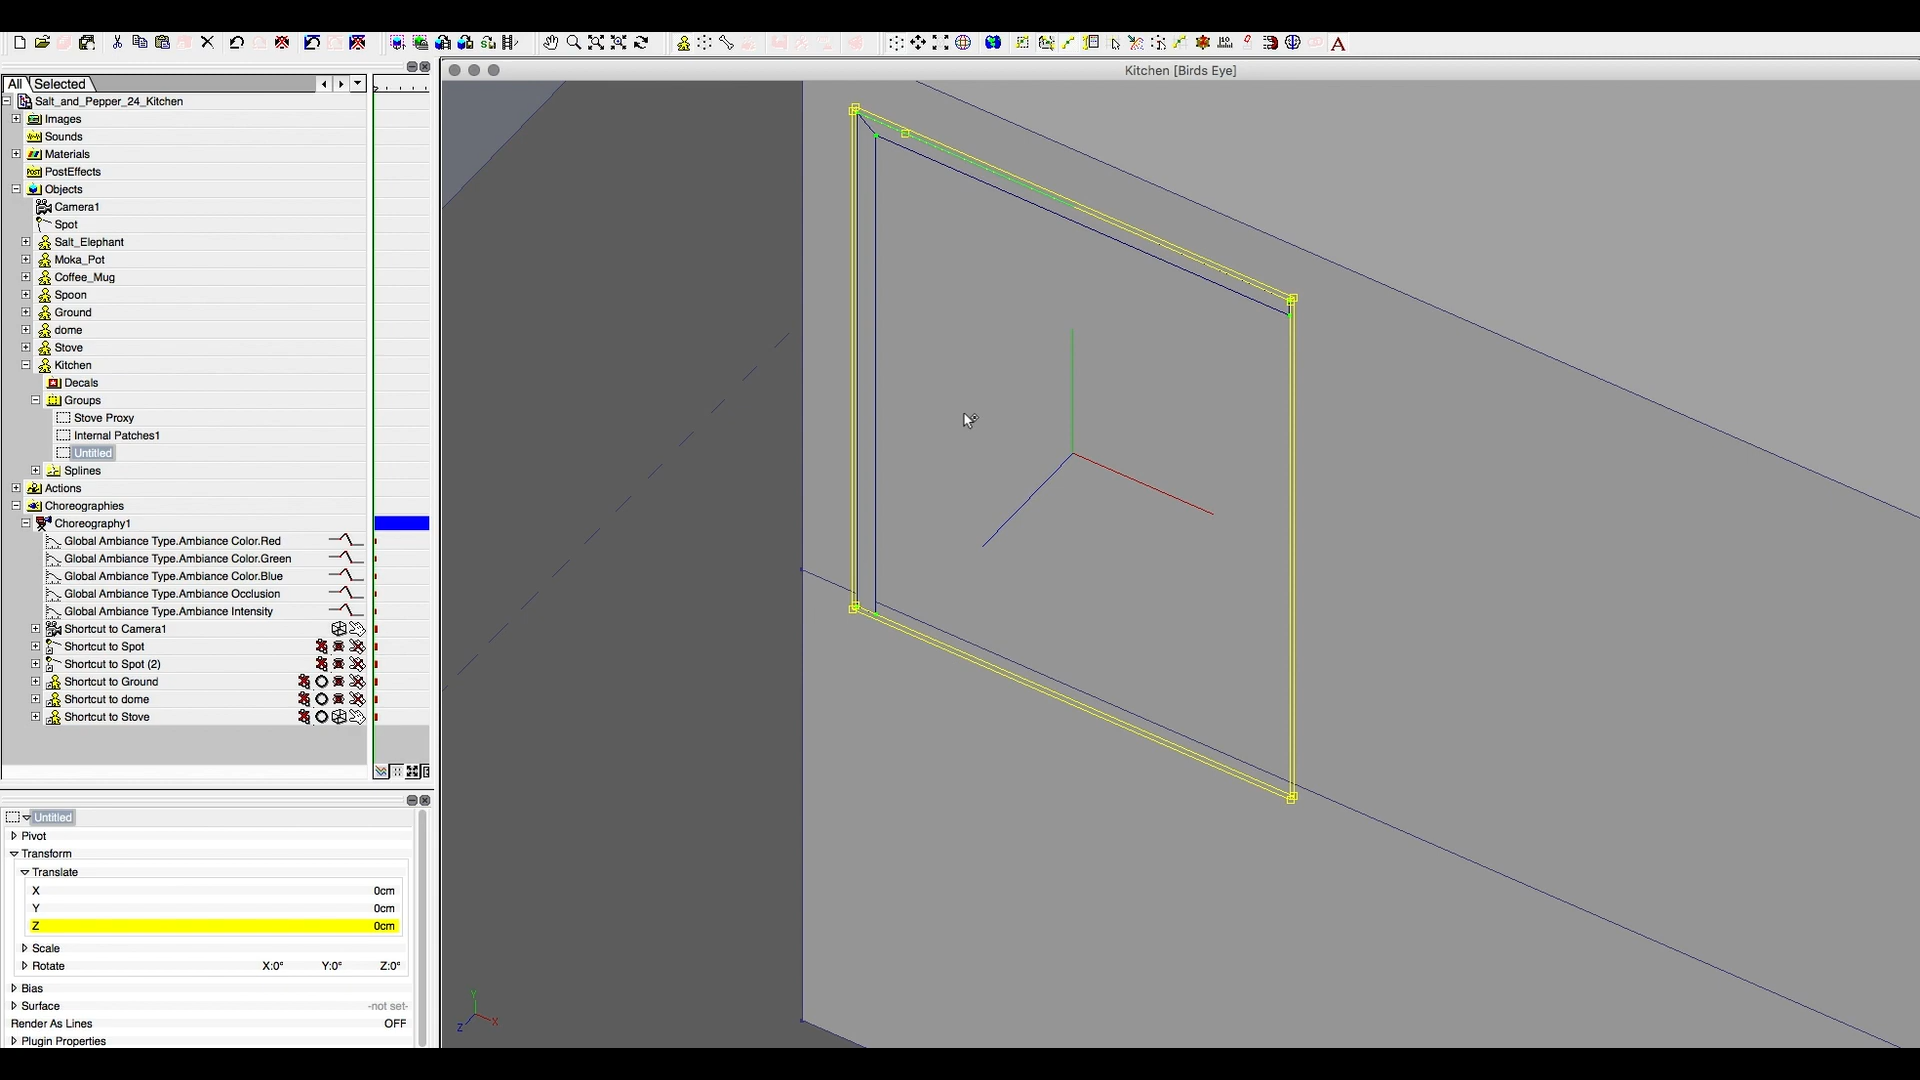 A
Kitchen [Birds Eye]
All
Selected
Salt_and_Pepper_24_Kitchen
Images
Sounds
Materials
POST PostEffects
Objects
Camera1
Spot
Salt_Elephant
Moka_Pot
Coffee_Mug
Spoon
Ground
dome
Stove
Kitchen
Decals
Groups
Stove Proxy
Internal Patches1
Untitled
Splines
Actions
Choreographies
Choreography1
Global Ambiance Type.Ambiance Color.Red
Global Ambiance Type.Ambiance Color.Green
Global Ambiance Type.Ambiance Color.Blue
Global Ambiance Type.Ambiance Occlusion
Global Ambiance Type.Ambiance Intensity
Shortcut to Camera1
Shortcut to Spot
Shortcut to Spot (2)
Shortcut to Ground
Shortcut to dome
Shortcut to Stove
Untitled
Pivot
Transform
Translate
X 0cm
Y 0cm
Z 0cm
Scale
Rotate X:0° Y:0° Z:0°
Bias
Surface -not set-
Render As Lines OFF
Plugin Properties
Y
Z X